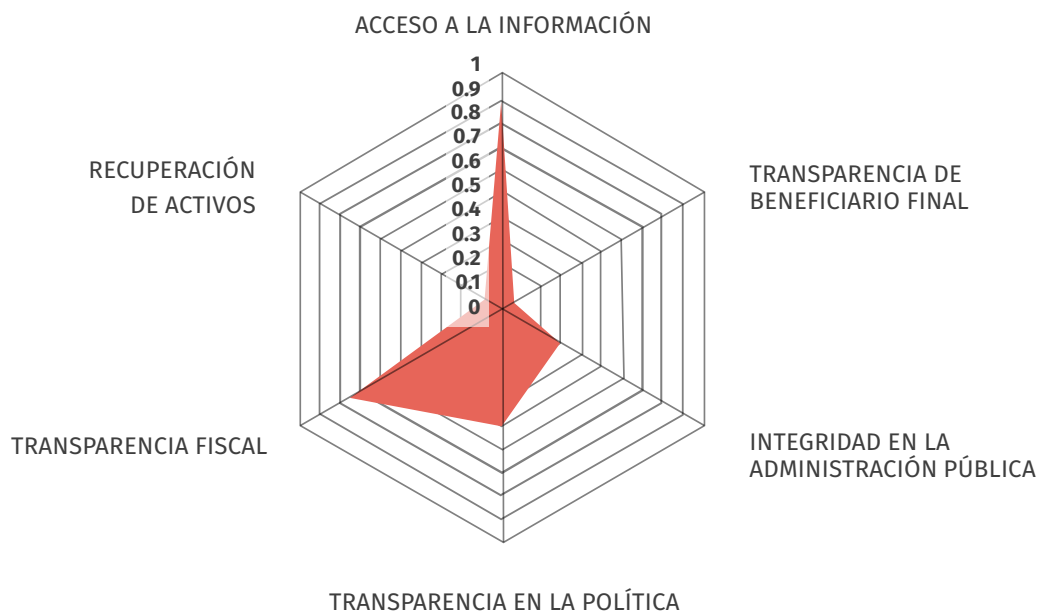 ACCESO A LA INFORMACIÓN
1
0.9
0.8
0.7
0.6
0.5
0.4
0.3
0.2
0.1
0
RECUPERACIÓN
DE ACTIVOS
TRANSPARENCIA DE
BENEFICIARIO FINAL
TRANSPARENCIA FISCAL
INTEGRIDAD EN LA
ADMINISTRACIÓN PÚBLICA
TRANSPARENCIA EN LA POLÍTICA